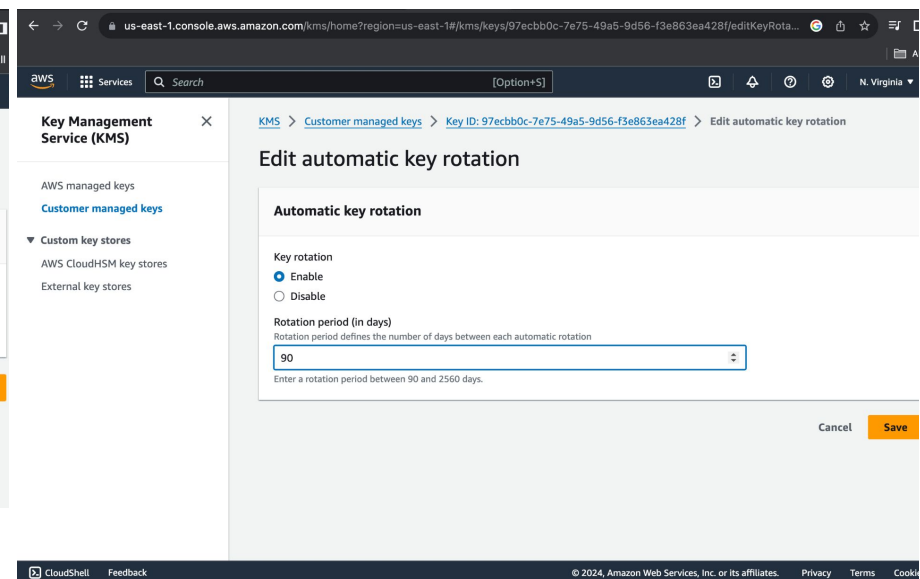 us-east-1.console.aws.amazon.com/kms/home?region=us-east-1#/kms/keys/97ecbb0c-7e75-49a5-9d56-f3e863ea428f/editKeyRota...
A
aws Services Search [Option+S] N. Virginia
Key Management
Service (KMS)
AWS managed keys
Customer managed keys
Custom key stores
AWS CloudHSM key stores
External key stores
KMS > Customer managed keys > Key ID: 97ecbb0c-7e75-49a5-9d56-f3e863ea428f > Edit automatic key rotation
Edit automatic key rotation
Automatic key rotation
Key rotation
Enable
Disable
Rotation period (in days)
Rotation period defines the number of days between each automatic rotation
90
Enter a rotation period between 90 and 2560 days.
Cancel Save
CloudShell Feedback © 2024, Amazon Web Services, Inc. or its affiliates. Privacy Terms Cooki